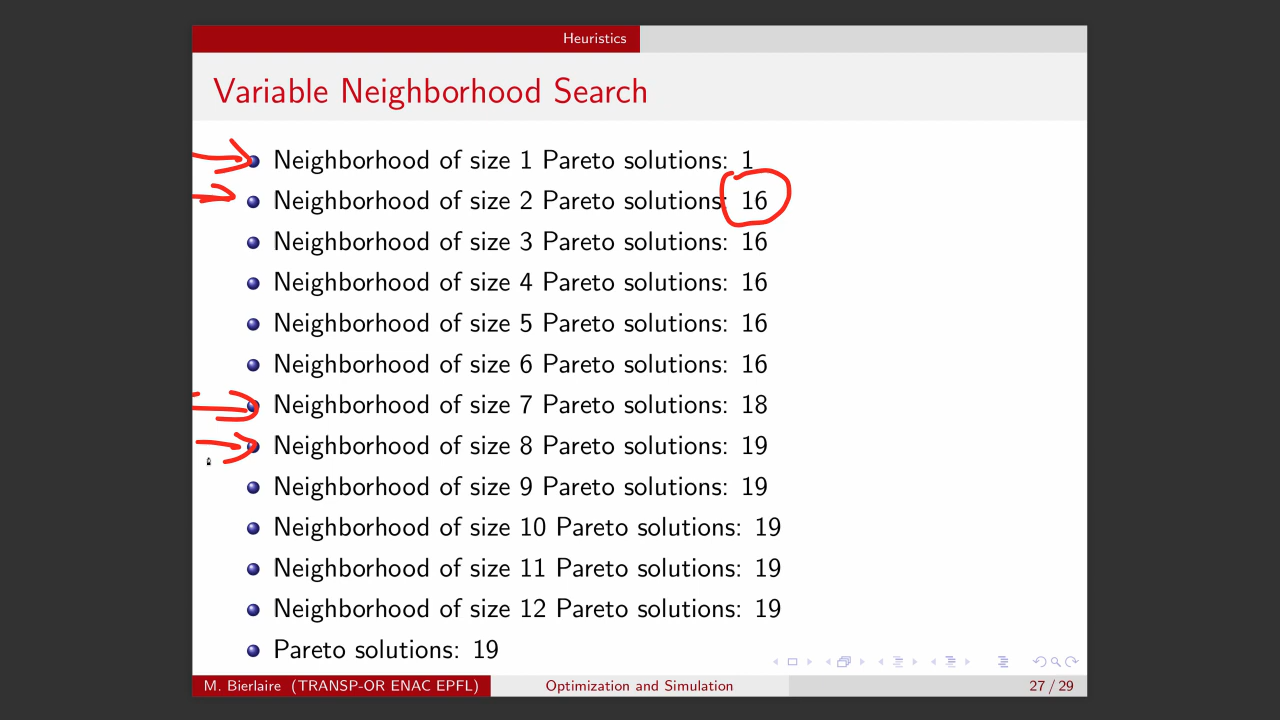 Heuristics
Variable Neighborhood Search
Neighborhood of size 1 Pareto solutions: 1
Neighborhood of size 2 Pareto solutions: 16
Neighborhood of size 3 Pareto solutions: 16
Neighborhood of size 4 Pareto solutions: 16
Neighborhood of size 5 Pareto solutions: 16
Neighborhood of size 6 Pareto solutions: 16
Neighborhood of size 7 Pareto solutions: 18
Neighborhood of size 8 Pareto solutions: 19
Neighborhood of size 9 Pareto solutions: 19
Neighborhood of size 10 Pareto solutions: 19
Neighborhood of size 11 Pareto solutions: 19
Neighborhood of size 12 Pareto solutions: 19
Pareto solutions: 19
M. Bierlaire (TRANSP-OR ENAC EPFL) Optimization and Simulation 27 / 29